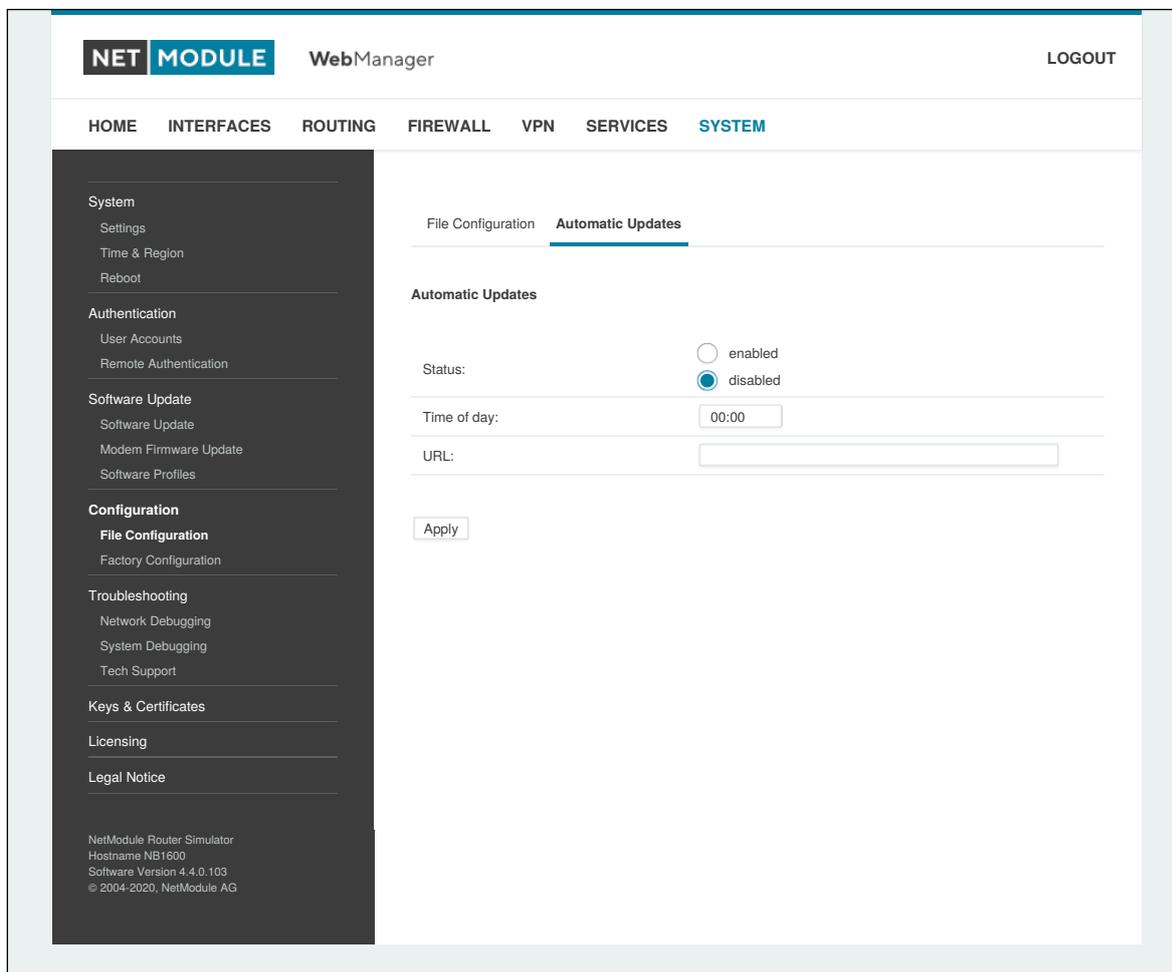 NET MODULE WebManager LOGOUT
HOME INTERFACES ROUTING FIREWALL VPN SERVICES SYSTEM
System
Settings
Time & Region
Reboot
Authentication
User Accounts
Remote Authentication
Software Update
Software Update
Modem Firmware Update
Software Profiles
Configuration
File Configuration
Factory Configuration
Troubleshooting
Network Debugging
System Debugging
Tech Support
Keys & Certificates
Licensing
Legal Notice
NetModule Router Simulator
Hostname NB1600
Software Version 4.4.0.103
© 2004-2020, NetModule AG
File Configuration Automatic Updates
Automatic Updates
Status:
enabled
disabled
Time of day: 00:00
URL:
Apply